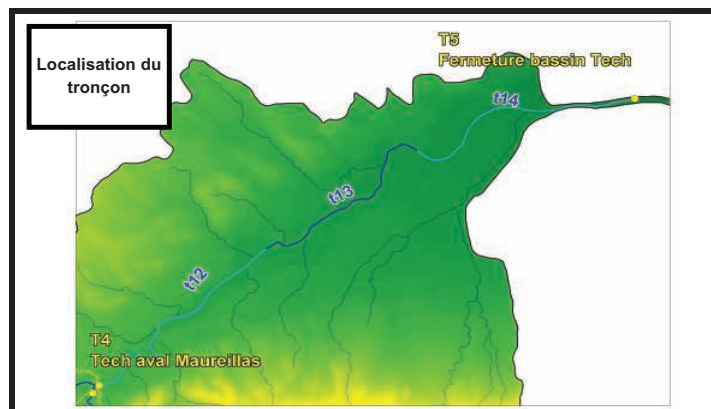 Localisation du
tronçon
T5
Fermeture bassin Tech
t14
t13
t12
T4
Tech aval Maureillas